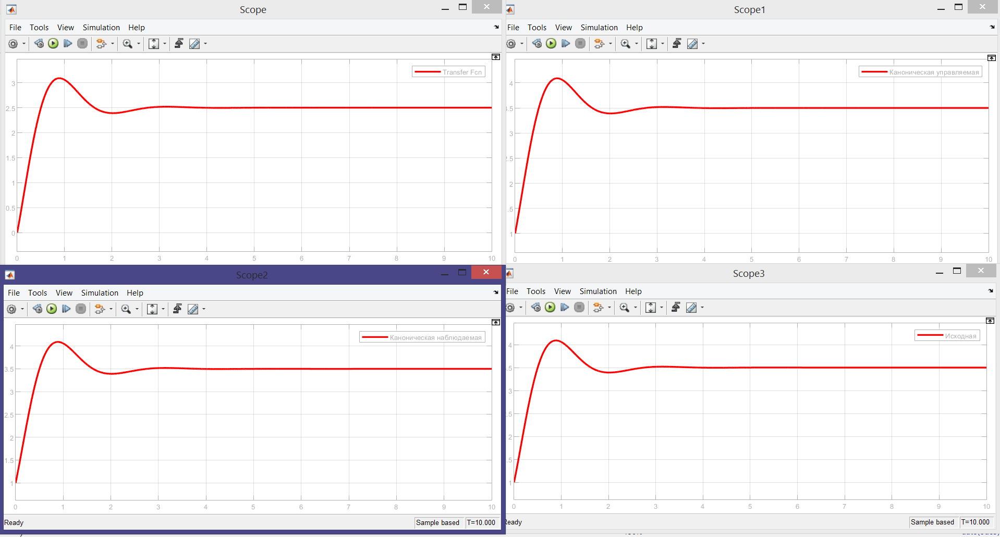 Scope
File Tools View Simulation Help
Transfer Fcn
3
2.5
2
1.5
1
0.5
0
0 1 2 3 4 5 6 7 8 9 10
Scope1
File Tools View Simulation Help
Каноническая управляемая
4
.5
3
.5
2
.5
1
0 1 2 3 4 5 6 7 8 9 10
Scope2
File Tools View Simulation Help
Каноническая наблюдаемая
4
3.5
3
2.5
2
1.5
1
0 1 2 3 4 5 6 7 8 9 10
Ready Sample based T=10.000
Scope3
File Tools View Simulation Help
Исходная
4
.5
3
.5
2
.5
1
0 1 2 3 4 5 6 7 8 9 10
Ready Sample based T=10.000